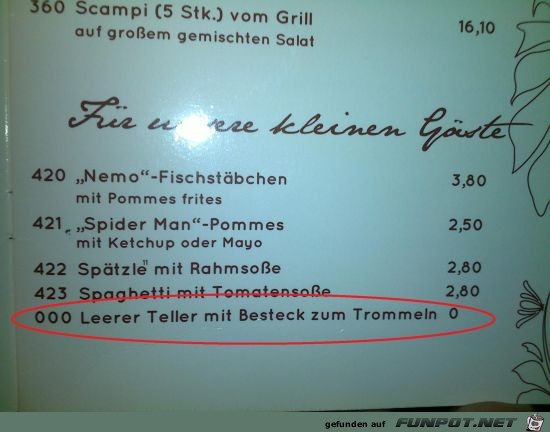 360 Scampi (5 Stk.) vom Grill 16,10
auf großem gemischten Salat
Für unsere kleinen Gäste
420 „Nemo“-Fischstäbchen 3,80
mit Pommes frites
421 „Spider Man“-Pommes 2,50
mit Ketchup oder Mayo
422 Spätzle" mit Rahmsoße 2,80
423 Spaghetti mit Tomatensoße 2,80
000 Leerer Teller mit Besteck zum Trommeln 0
gefunden auf FUNPOT.NET